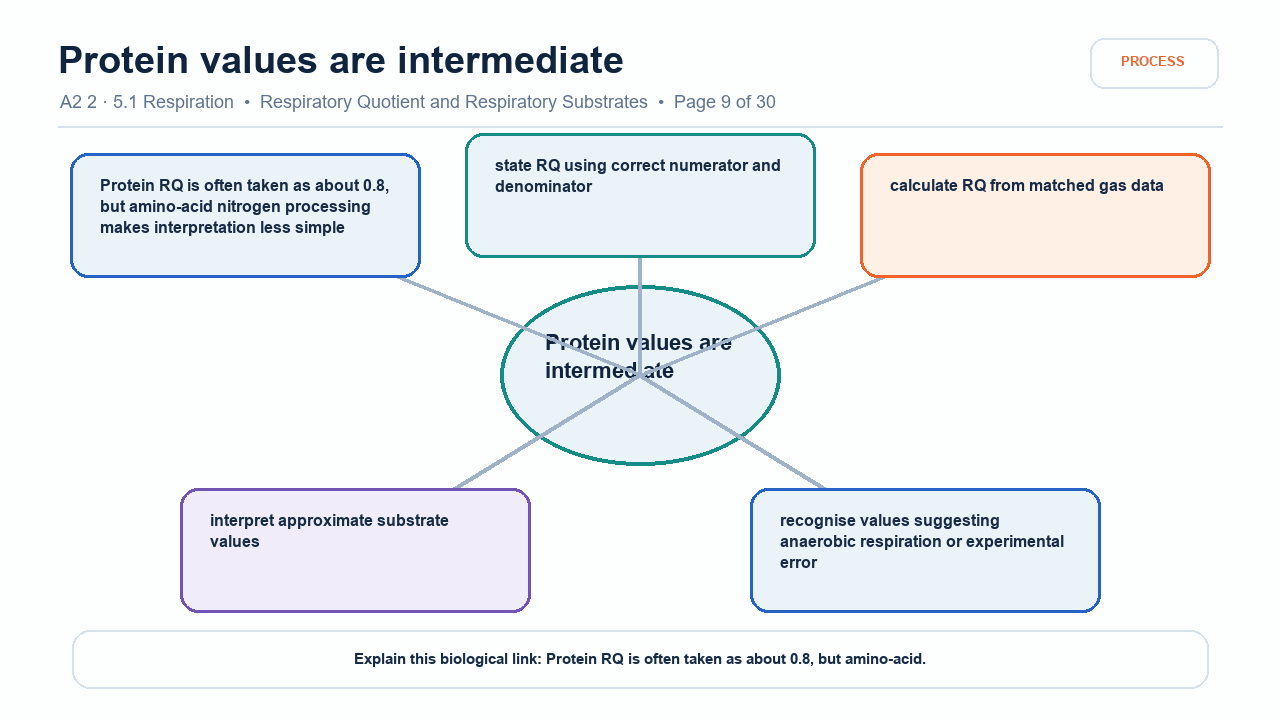 Protein values are intermediate
PROCESS
A2 2 · 5.1 Respiration • Respiratory Quotient and Respiratory Substrates • Page 9 of 30
Protein RQ is often taken as about 0.8,
but amino-acid nitrogen processing
makes interpretation less simple
state RQ using correct numerator and
denominator
calculate RQ from matched gas data
Protein values are
intermediate
interpret approximate substrate
values
recognise values suggesting
anaerobic respiration or experimental
error
Explain this biological link: Protein RQ is often taken as about 0.8, but amino-acid.